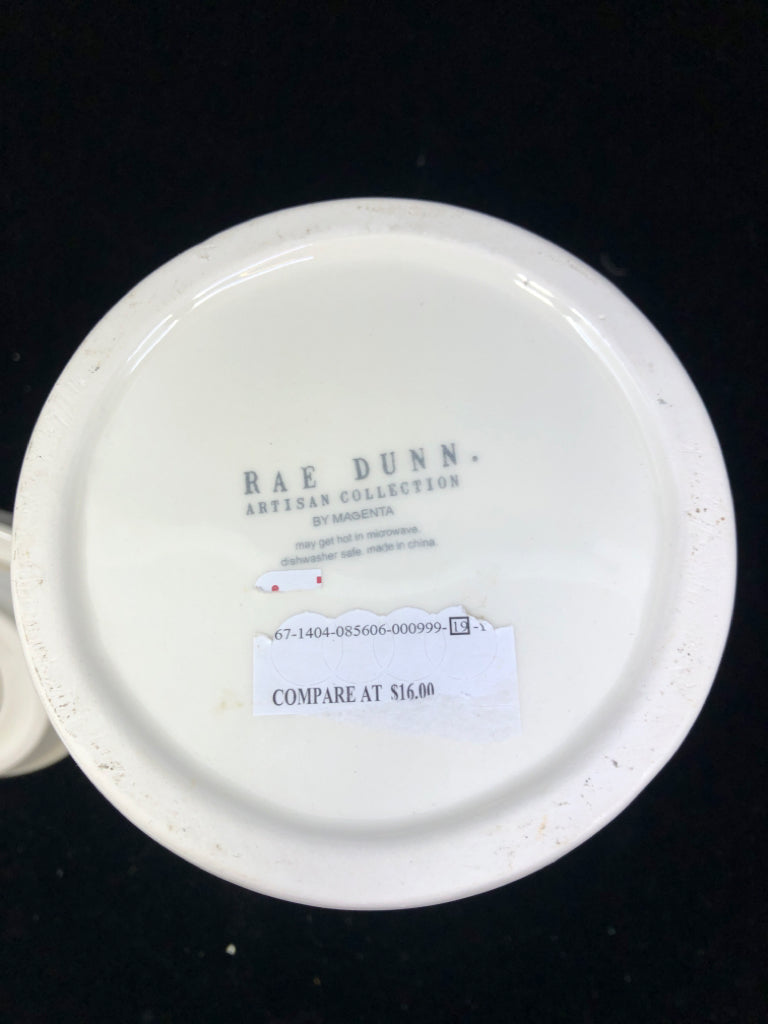 RAE DUNN.
ARTISAN COLLECTION
BY MAGENTA
may get hot in microwave.
dishwasher safe. made in china.
67-1404-085606-000999-19-Y
COMPARE AT $16.00